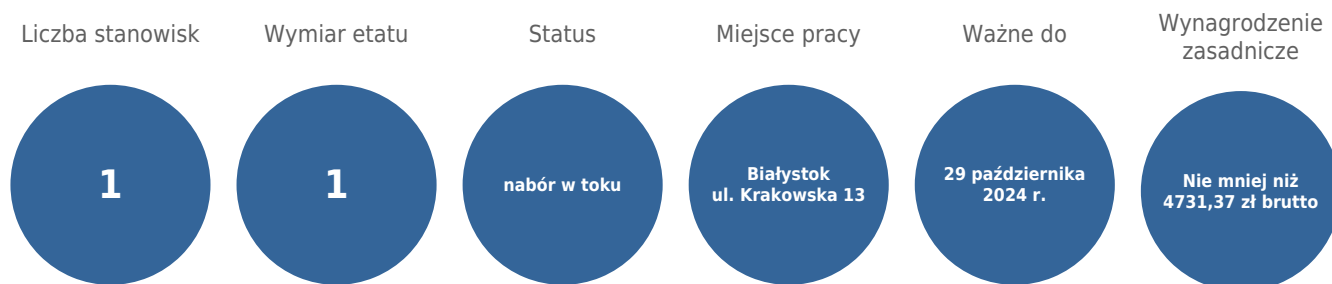 Liczba stanowisk
1
Wymiar etatu
1
Status
nabór w toku
Miejsce pracy
Białystok
ul. Krakowska 13
Ważne do
29 października
2024 r.
Wynagrodzenie
zasadnicze
Nie mniej niż
4731,37 zł brutto